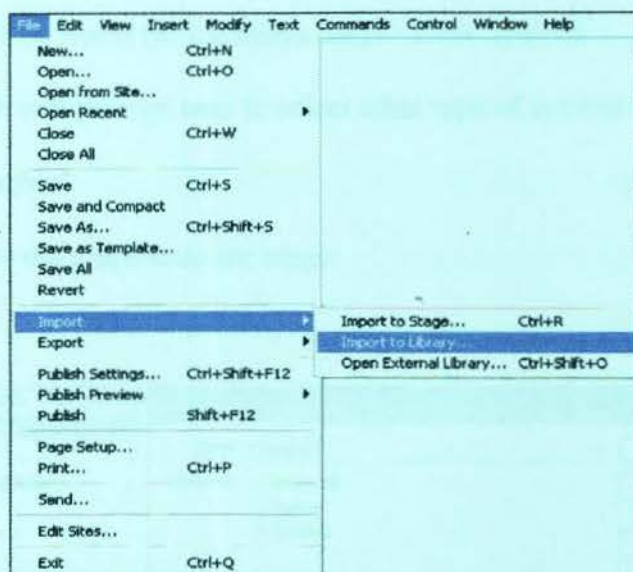 File Edit View Insert Modify Text Commands Control Window Help
New... Ctrl+N
Open... Ctrl+O
Open from Site...
Open Recent
Close Ctrl+W
Close All
Save Ctrl+S
Save and Compact
Save As... Ctrl+Shift+S
Save as Template...
Save All
Revert
Import
Import to Stage... Ctrl+R
Export
Import to Library...
Open External Library... Ctrl+Shift+O
Publish Settings... Ctrl+Shift+F12
Publish Preview
Publish Shift+F12
Page Setup...
Print... Ctrl+P
Send...
Edit Sites...
Exit Ctrl+Q